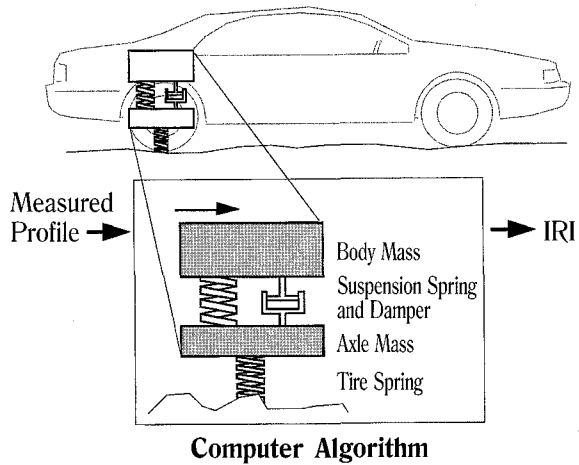 Measured
Profile
IRI
Body Mass
Suspension Spring
and Damper
Axle Mass
Tire Spring
Computer Algorithm